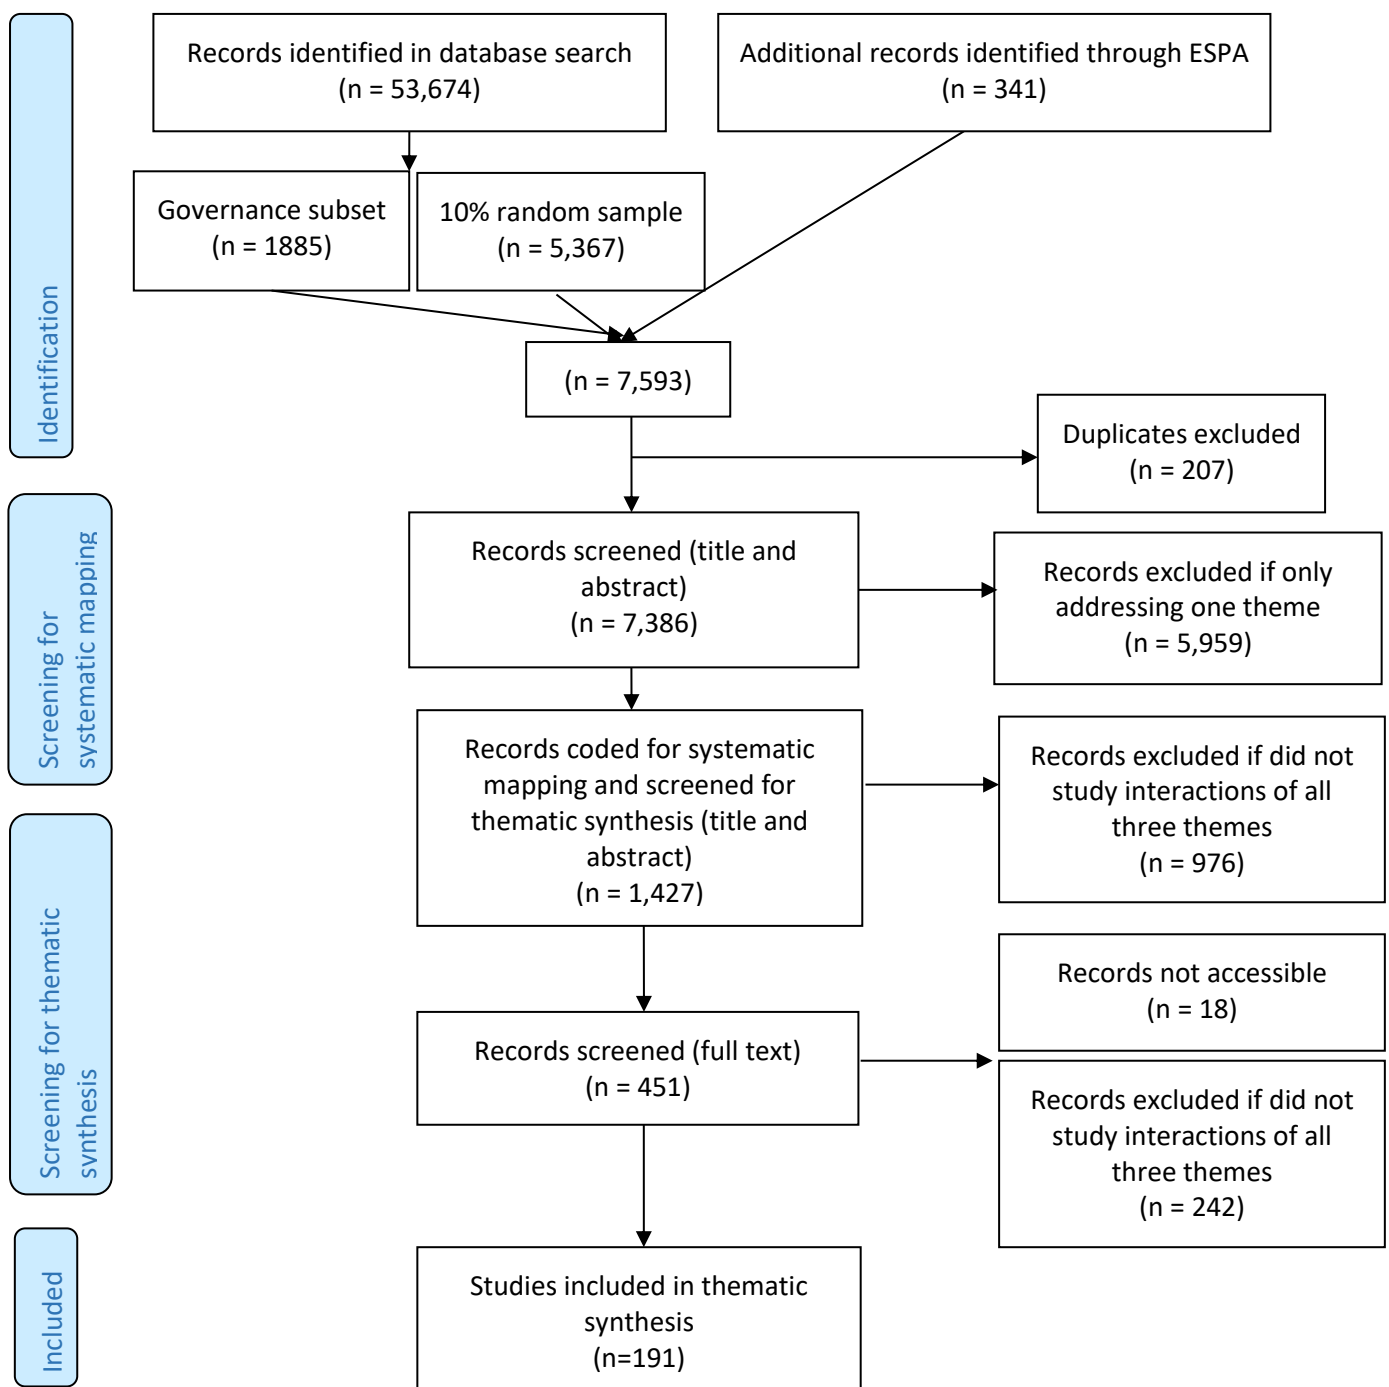 Records identified in database search
(n = 53,674)
Additional records identified through ESPA
(n = 341)
Governance subset
(n = 1885)
10% random sample
(n = 5,367)
(n = 7,593)
Identification
Duplicates excluded
(n = 207)
Records screened (title and
abstract)
(n = 7,386)
Records excluded if only
addressing one theme
(n = 5,959)
Screening for
systematic mapping
Records coded for systematic
mapping and screened for
thematic synthesis (title and
abstract)
(n = 1,427)
Records excluded if did not
study interactions of all
three themes
(n = 976)
Screening for thematic
synthesis
Records not accessible
(n = 18)
Records screened (full text)
(n = 451)
Records excluded if did not
study interactions of all
three themes
(n = 242)
Included
Studies included in thematic
synthesis
(n=191)